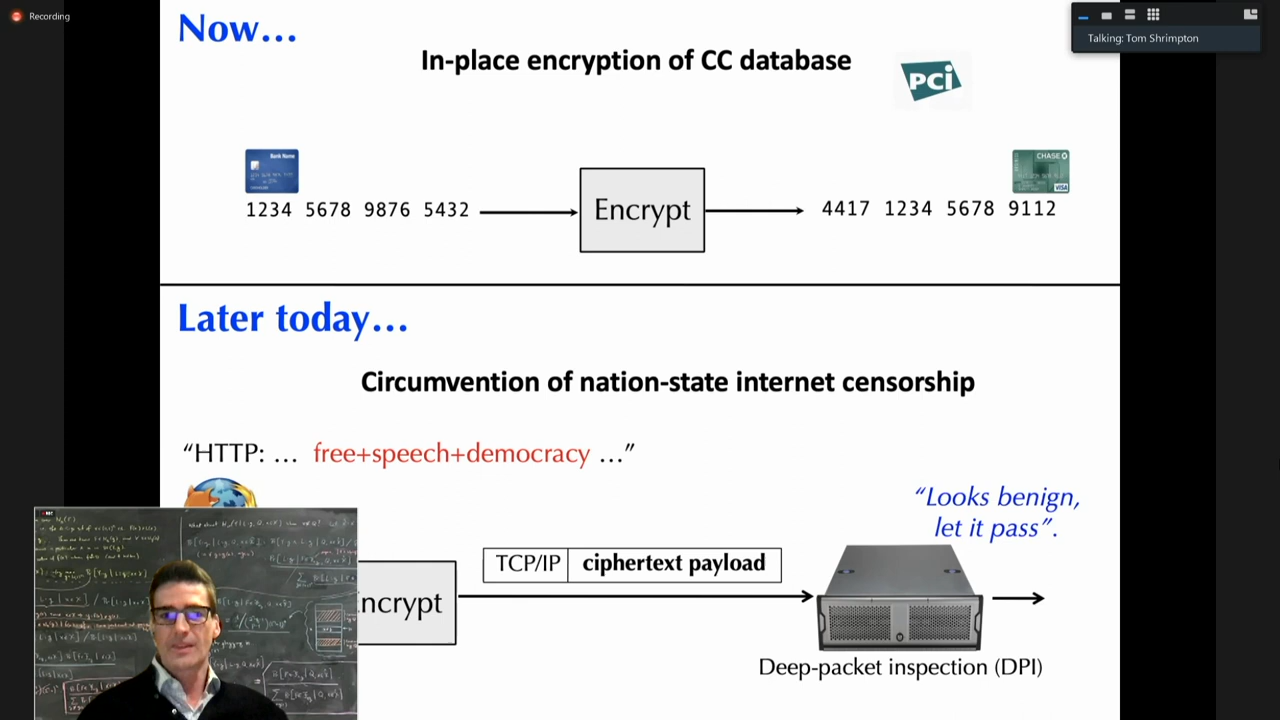 Recording
Talking: Tom Shrimpton
Now…
In-place encryption of CC database
PCi
Bank Name
CHASE
VISA
1234 5678 9876 5432
Encrypt
4417 1234 5678 9112
Later today…
Circumvention of nation-state internet censorship
“HTTP: … free+speech+democracy …”
“Looks benign,
let it pass”.
TCP/IP ciphertext payload
ncrypt
Deep-packet inspection (DPI)